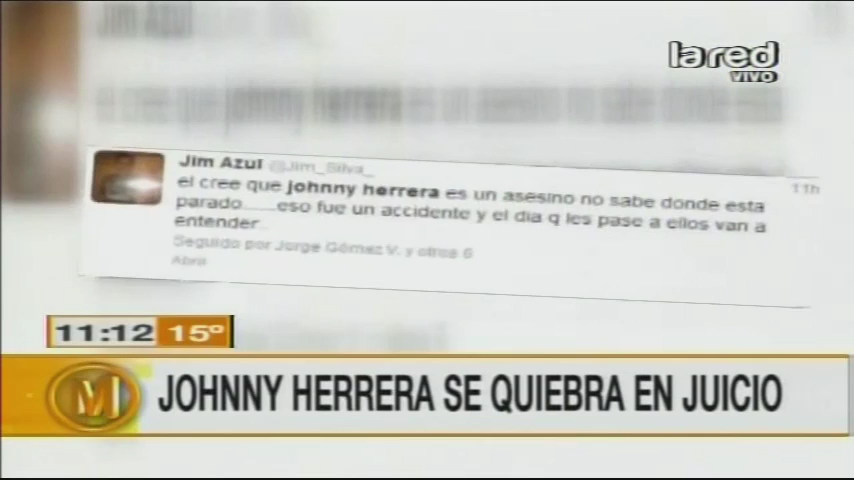 la red
VIVO
Jim Azul @Jim_Silva_ 11h
el cree que johnny herrera es un asesino no sabe donde esta
parado......eso fue un accidente y el dia q les pase a ellos van a
entender..
Seguido por Jorge Gómez V. y otros 6
Abrir
11:12 15º
M JOHNNY HERRERA SE QUIEBRA EN JUICIO